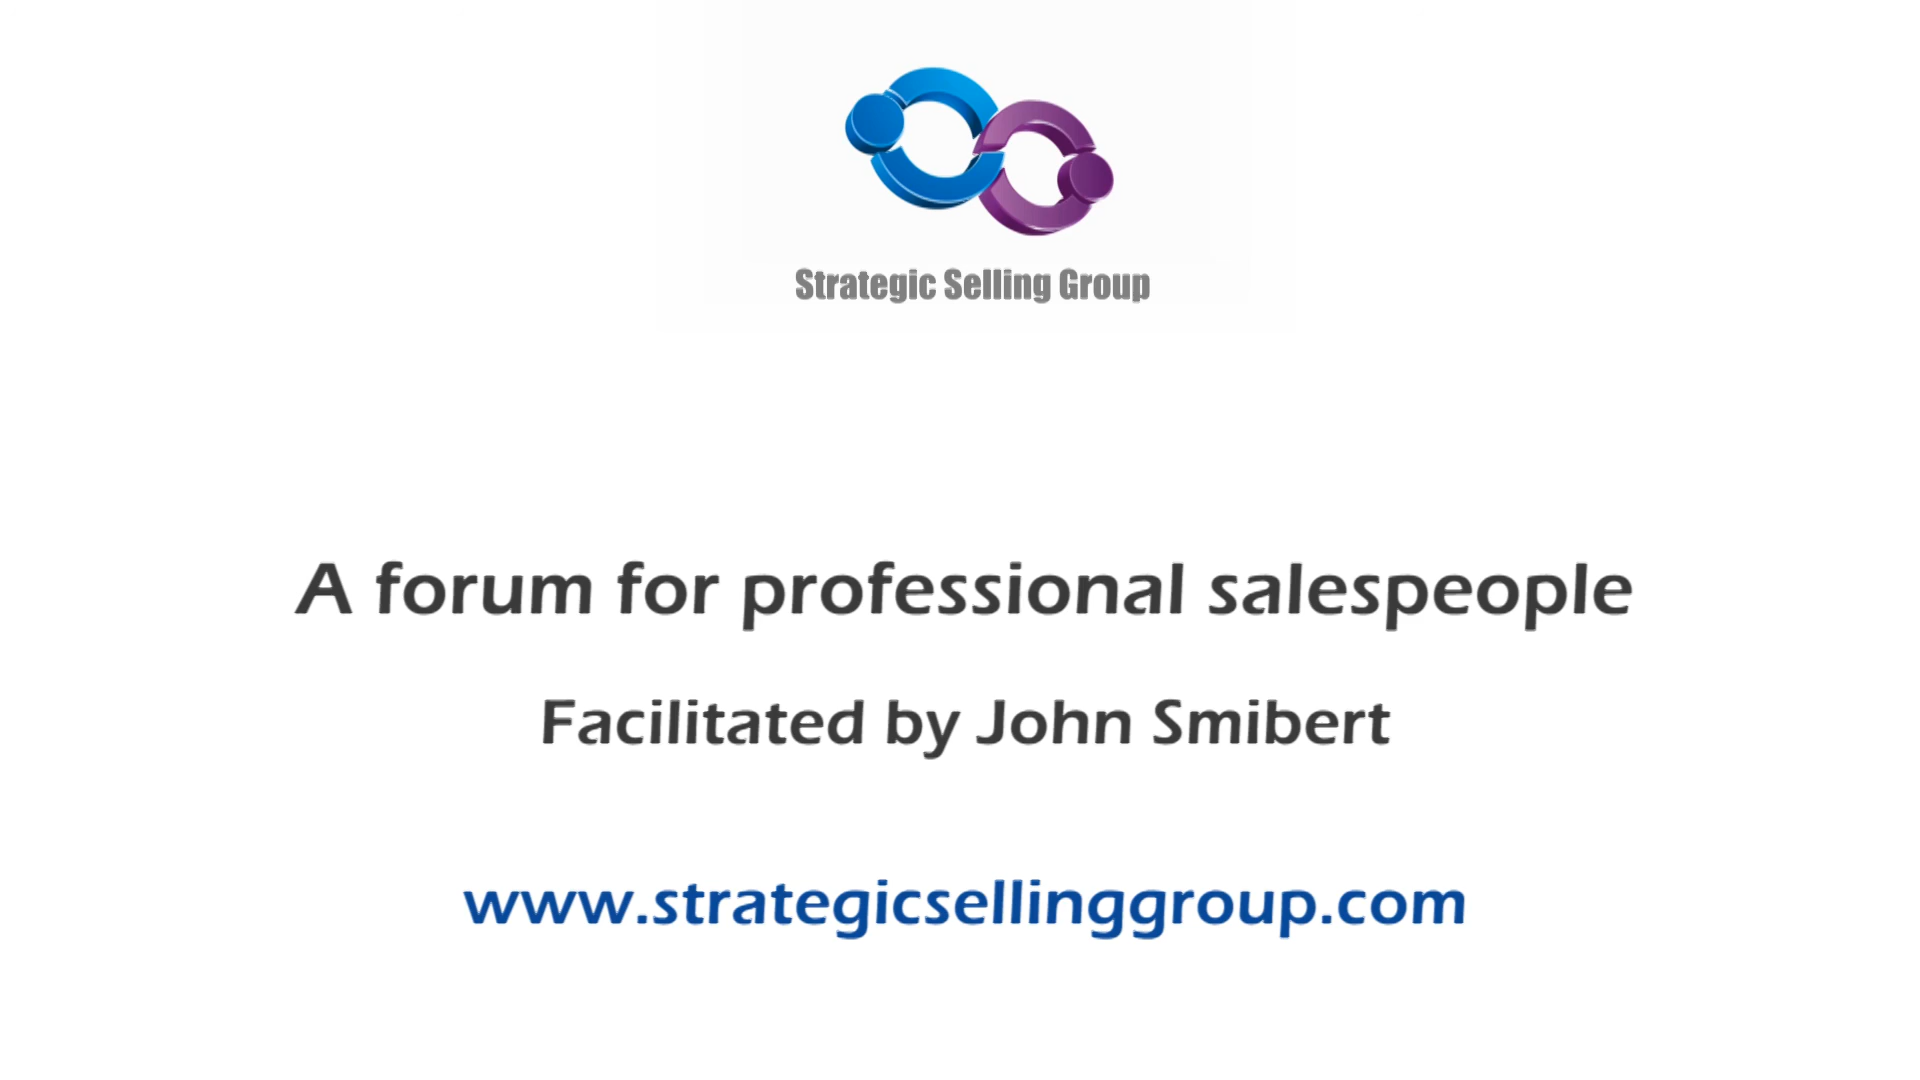 Strategic Selling Group
A forum for professional salespeople
Facilitated by John Smibert
www.strategicsellinggroup.com